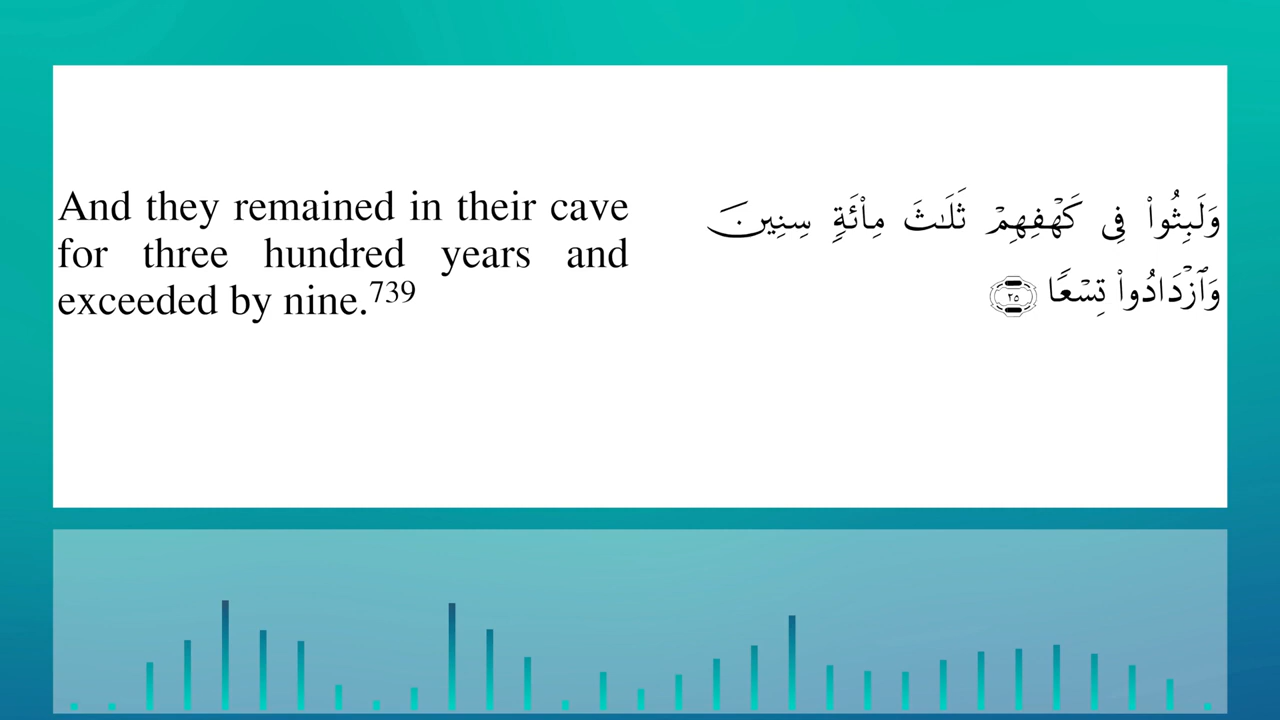 And they remained in their cave
for three hundred years and
exceeded by nine.739
وَلَبِثُوا۟ فِى كَهْفِهِمْ ثَلَـٰثَ مِا۟ئَةٍۢ سِنِينَ
وَٱزْدَادُوا۟ تِسْعًا ٢٥